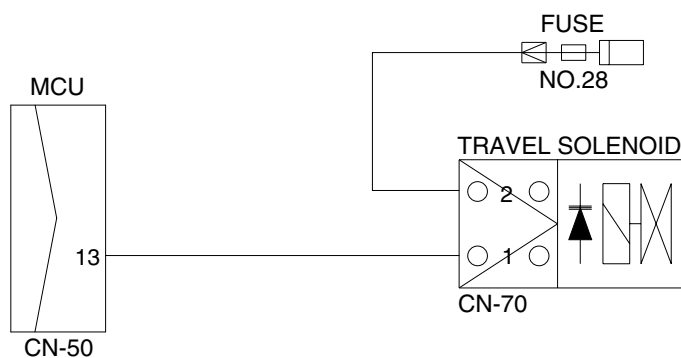 FUSE
NO.28
MCU
TRAVEL SOLENOID
2
13
1
CN-70
CN-50